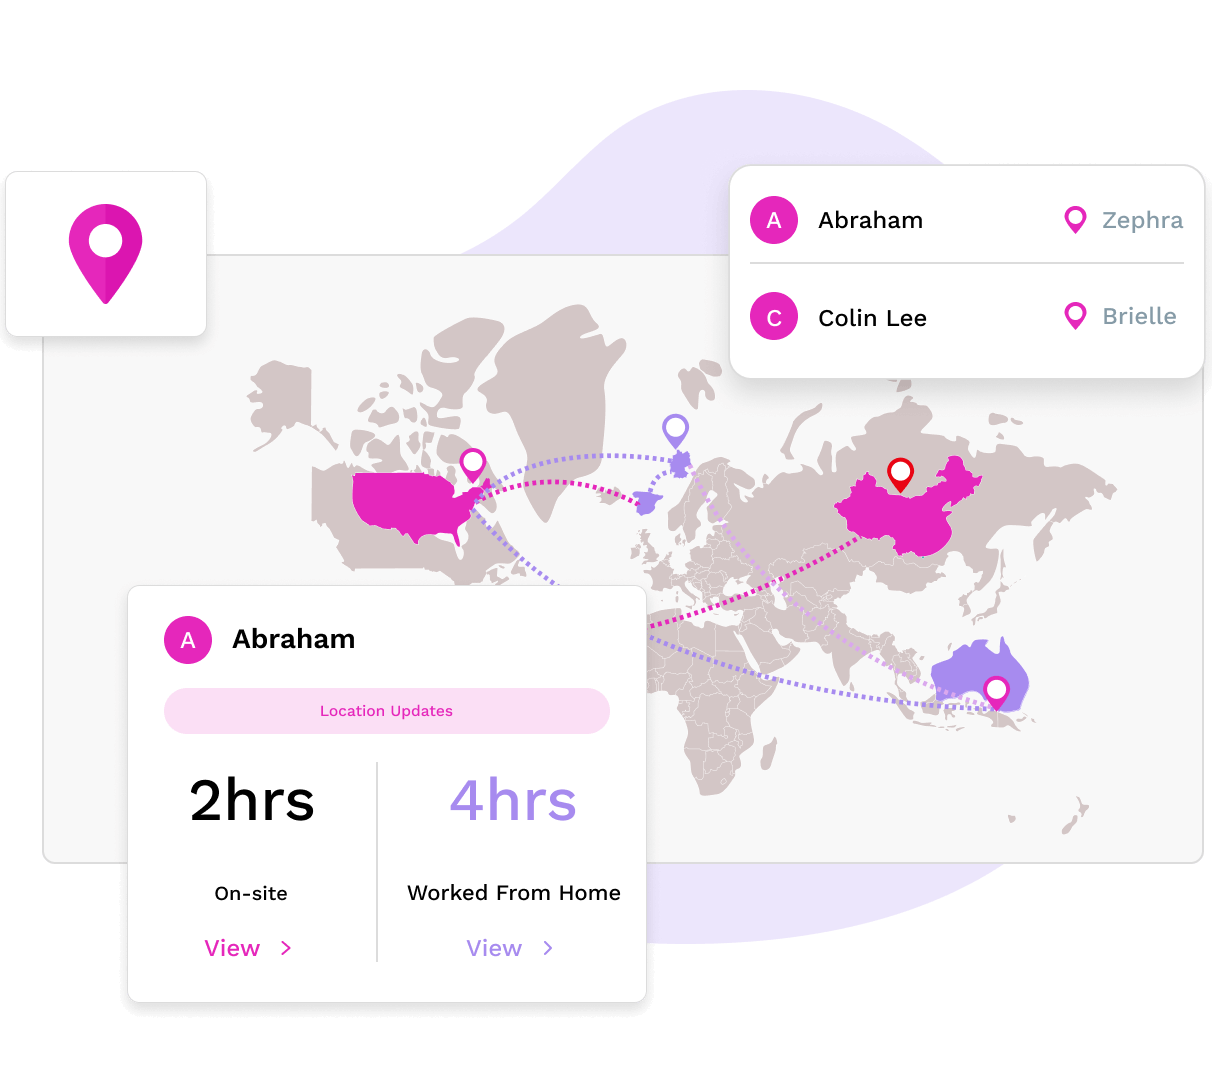 A Abraham Zephra
C Colin Lee Brielle
A Abraham
Location Updates
2hrs 4hrs
On-site Worked From Home
View > View >